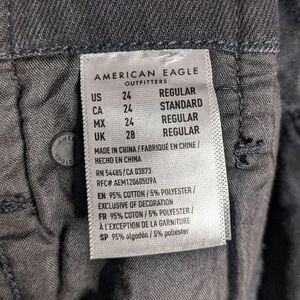 AMERICAN EAGLE
OUTFITTERS
US 24 REGULAR
CA 24 STANDARD
MX 24 REGULAR
UK 28 REGULAR
MADE IN CHINA / FABRIQUÉ EN CHINE /
HECHO EN CHINA
RN 54485/ CA 03873
RFC# AEM1206051J9A
EN 95% COTTON / 5% POLYESTER/
EXCLUSIVE OF DECORATION
FR 95% COTON / 5% POLYESTER/
À L'EXCEPTION DE LA GARNITURE
SP 95% algodón / 5% poliéster